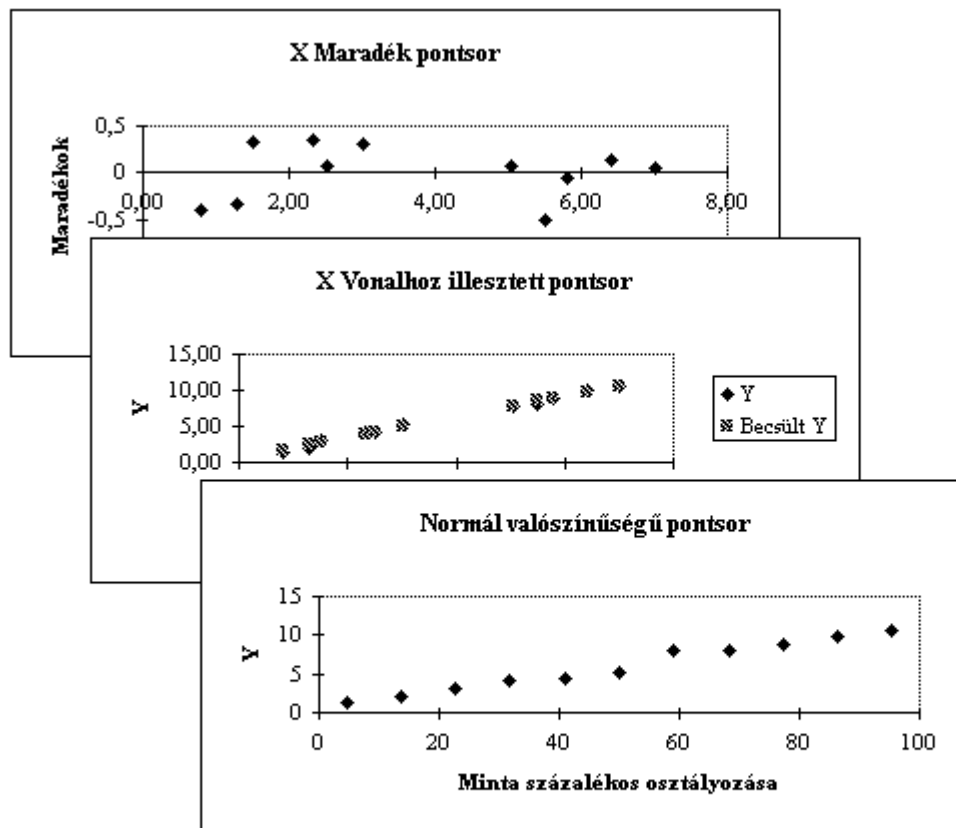 X Maradék pontsor
Maradékok
0,5
0
-0,5
0,00
2,00
4,00
6,00
8,00
X Vonalhoz illesztett pontsor
Y
15,00
10,00
5,00
0,00
Y
Becsült Y
Normál valószínűségű pontsor
Y
15
10
5
0
0
20
40
60
80
100
Minta százalékos osztályozása